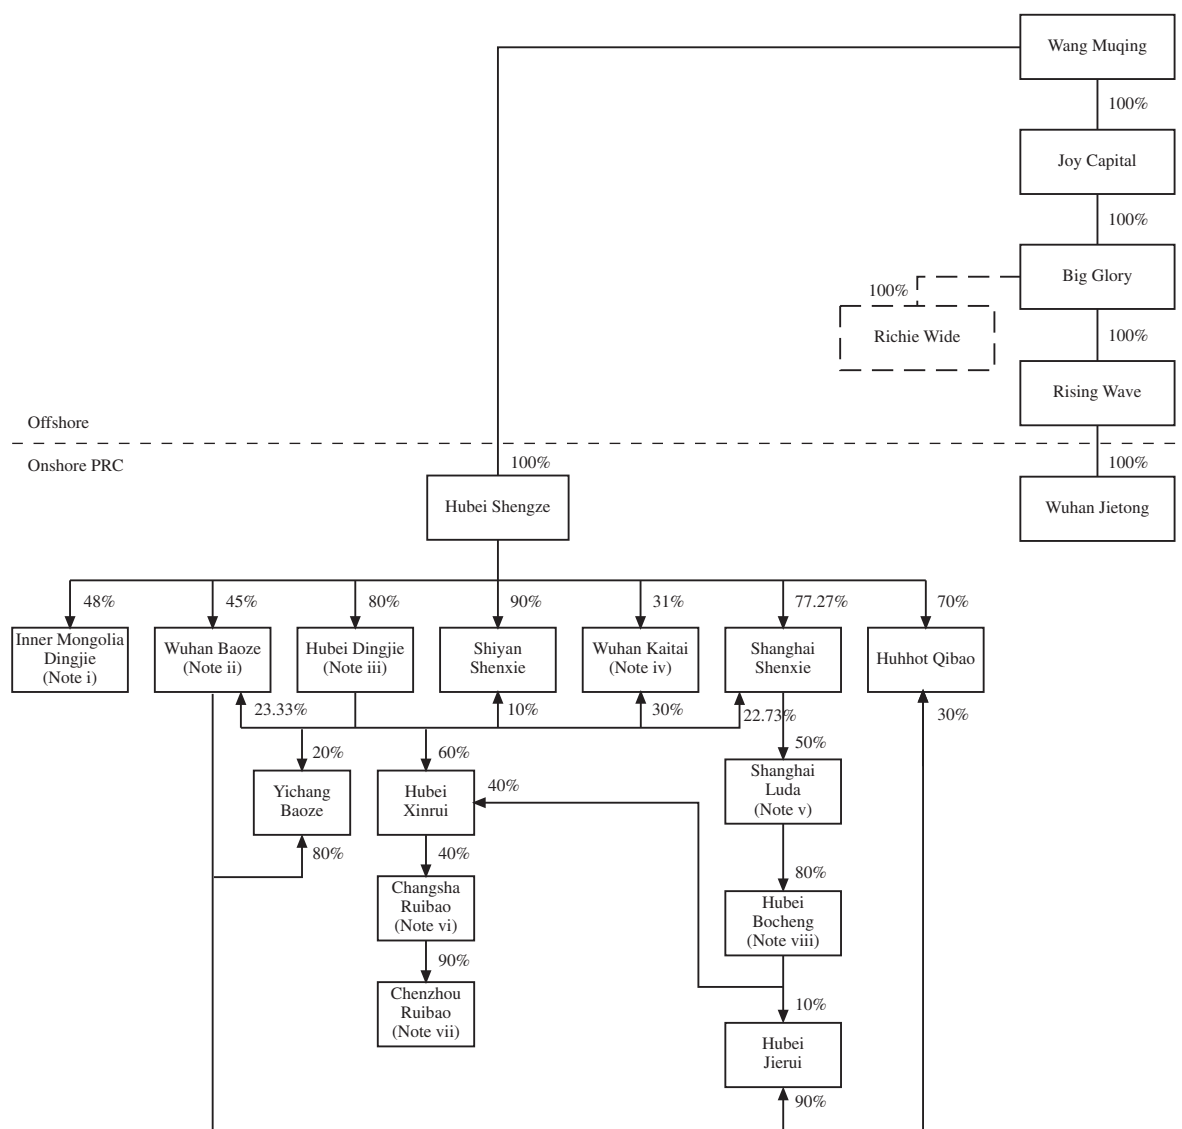 Wang Muqing
100%
Joy Capital
100%
Big Glory
100%
Richie Wide
100%
Rising Wave
Offshore
Onshore PRC
100%
100%
Hubei Shengze
Wuhan Jietong
48%
45%
80%
90%
31%
77.27%
70%
Inner Mongolia
Dingjie
(Note i)
Wuhan Baoze
(Note ii)
Hubei Dingjie
(Note iii)
Shiyan
Shenxie
Wuhan Kaitai
(Note iv)
Shanghai
Shenxie
Huhhot Qibao
23.33%
10%
30%
22.73%
30%
20%
60%
50%
Yichang
Baoze
Hubei
Xinrui
40%
Shanghai
Luda
(Note v)
80%
40%
80%
Changsha
Ruibao
(Note vi)
Hubei
Bocheng
(Note viii)
90%
Chenzhou
Ruibao
(Note vii)
10%
Hubei
Jierui
90%